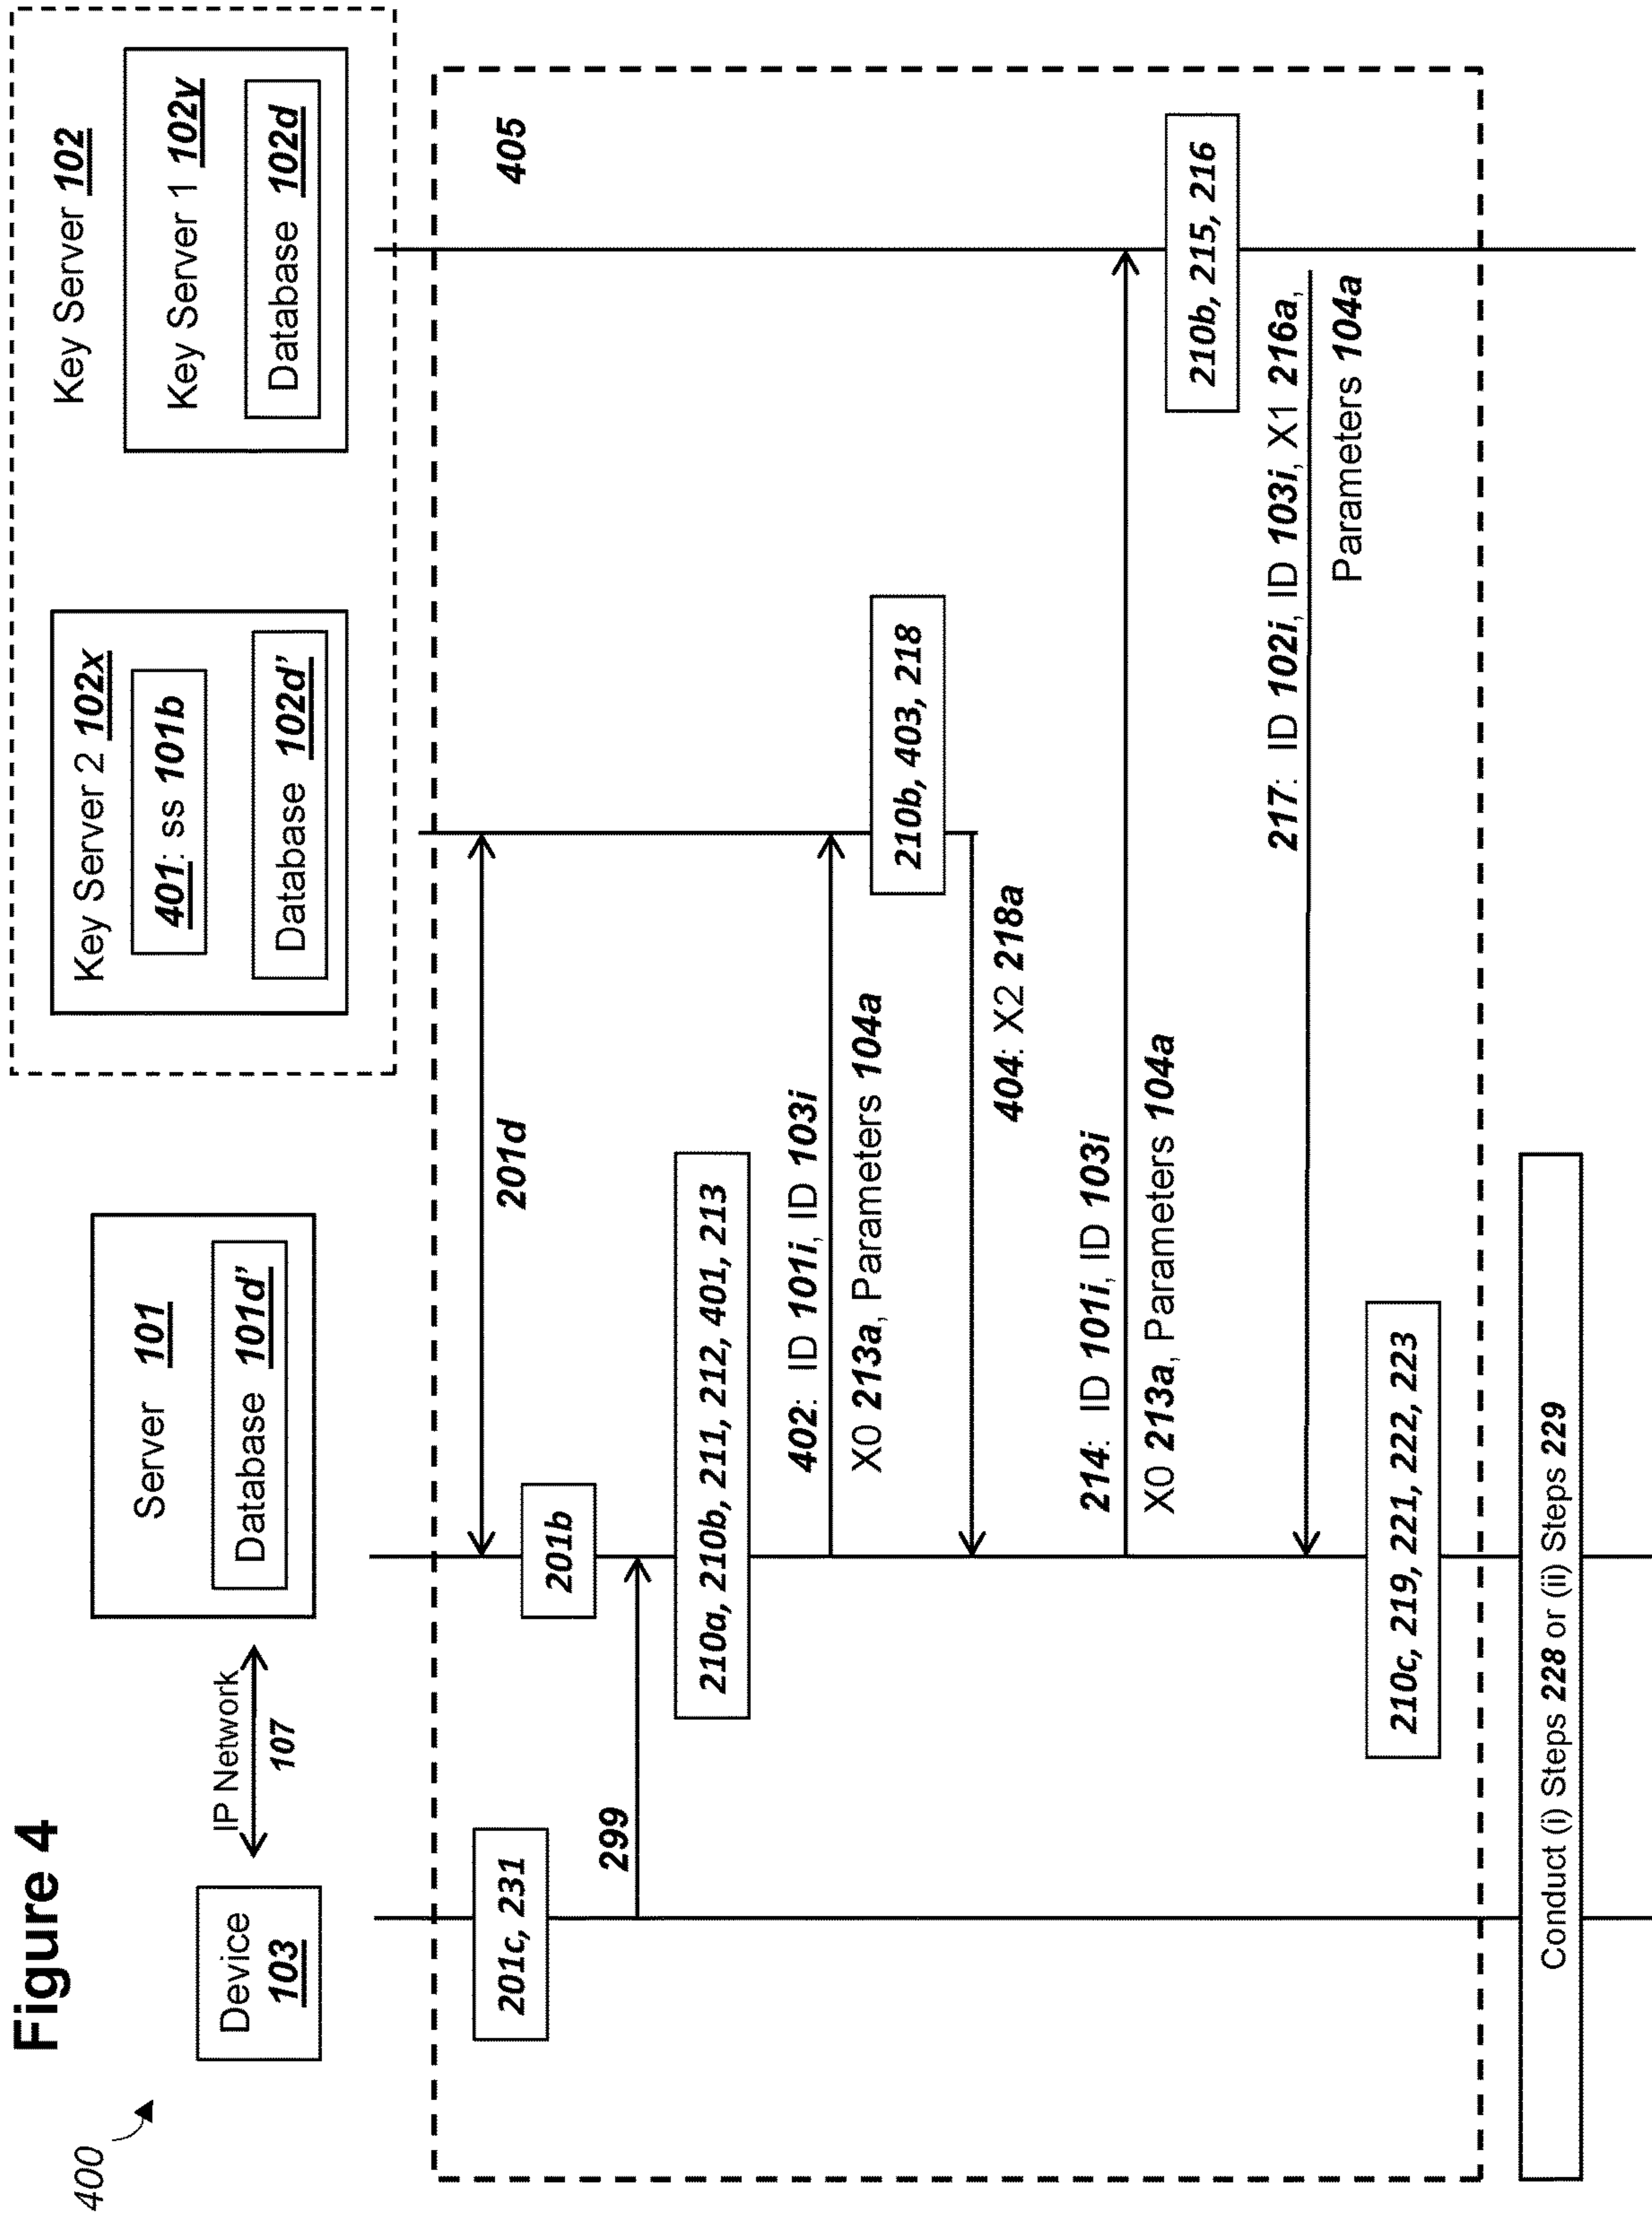 Figure 4
400
Device
103
IP Network
107
Server 101
Database 101d'
Key Server 102
Key Server 2 102x
401: ss 101b
Database 102d'
Key Server 1 102y
Database 102d
405
201d
201c, 231
201b
299
210a, 210b, 211, 212, 401, 213
402: ID 101i, ID 103i
X0 213a, Parameters 104a
210b, 403, 218
404: X2 218a
214: ID 101i, ID 103i
X0 213a, Parameters 104a
210b, 215, 216
217: ID 102i, ID 103i, X1 216a,
Parameters 104a
210c, 219, 221, 222, 223
Conduct (i) Steps 228 or (ii) Steps 229